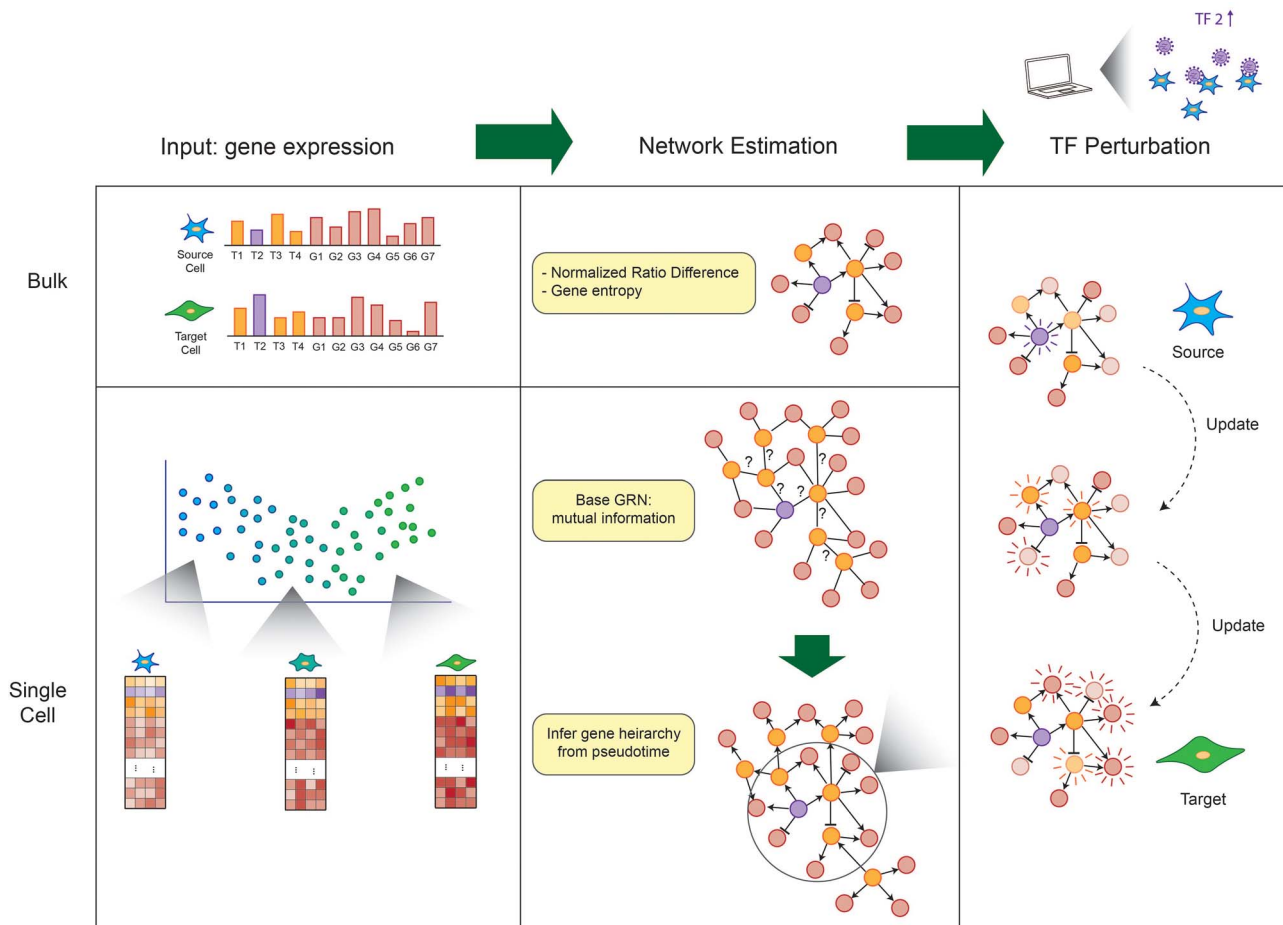 TF 2 ↑
Input: gene expression
Network Estimation
TF Perturbation
Bulk
Source
Cell
T1 T2 T3 T4 G1 G2 G3 G4 G5 G6 G7
Target
Cell
T1 T2 T3 T4 G1 G2 G3 G4 G5 G6 G7
- Normalized Ratio Difference
- Gene entropy
Source
Update
Single
Cell
Base GRN:
mutual information
? ? ? ? ? ? ? ?
Infer gene heirarchy
from pseudotime
Update
Target